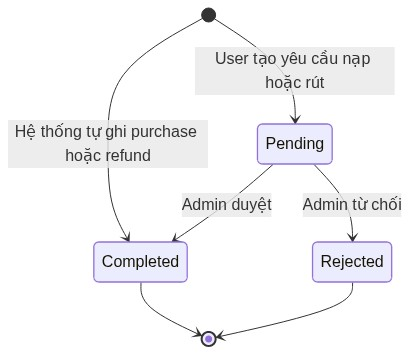 User tạo yêu cầu nạp
hoặc rút
Hệ thống tự ghi purchase
hoặc refund
Pending
Admin duyệt
Admin từ chối
Completed
Rejected